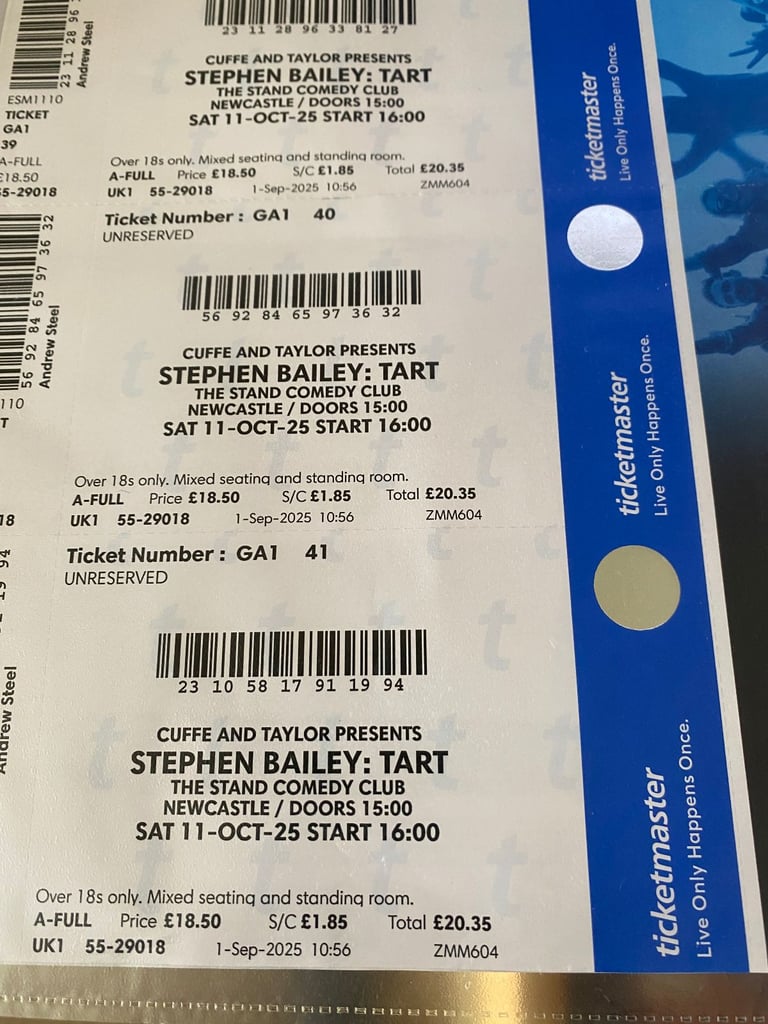 23 11 28 96
Andrew Steel
ESM1110
TICKET
GA1
39
A-FULL
£18.50
55-29018
23 11 28 96 33 81 27
CUFFE AND TAYLOR PRESENTS
STEPHEN BAILEY: TART
THE STAND COMEDY CLUB
NEWCASTLE / DOORS 15:00
SAT 11-OCT-25 START 16:00
Over 18s only. Mixed seating and standing room.
A-FULL Price £18.50 S/C £1.85 Total £20.35
UK1 55-29018 1-Sep-2025 10:56 ZMM604
ticketmaster
Live Only Happens Once.
56 92 84 65 97 36 32
Andrew Steel
110
T
18
Ticket Number : GA1 40
UNRESERVED
56 92 84 65 97 36 32
CUFFE AND TAYLOR PRESENTS
STEPHEN BAILEY: TART
THE STAND COMEDY CLUB
NEWCASTLE / DOORS 15:00
SAT 11-OCT-25 START 16:00
Over 18s only. Mixed seating and standing room.
A-FULL Price £18.50 S/C £1.85 Total £20.35
UK1 55-29018 1-Sep-2025 10:56 ZMM604
ticketmaster
Live Only Happens Once.
19 94
Andrew Steel
Ticket Number : GA1 41
UNRESERVED
23 10 58 17 91 19 94
CUFFE AND TAYLOR PRESENTS
STEPHEN BAILEY: TART
THE STAND COMEDY CLUB
NEWCASTLE / DOORS 15:00
SAT 11-OCT-25 START 16:00
Over 18s only. Mixed seating and standing room.
A-FULL Price £18.50 S/C £1.85 Total £20.35
UK1 55-29018 1-Sep-2025 10:56 ZMM604
ticketmaster
Live Only Happens Once.